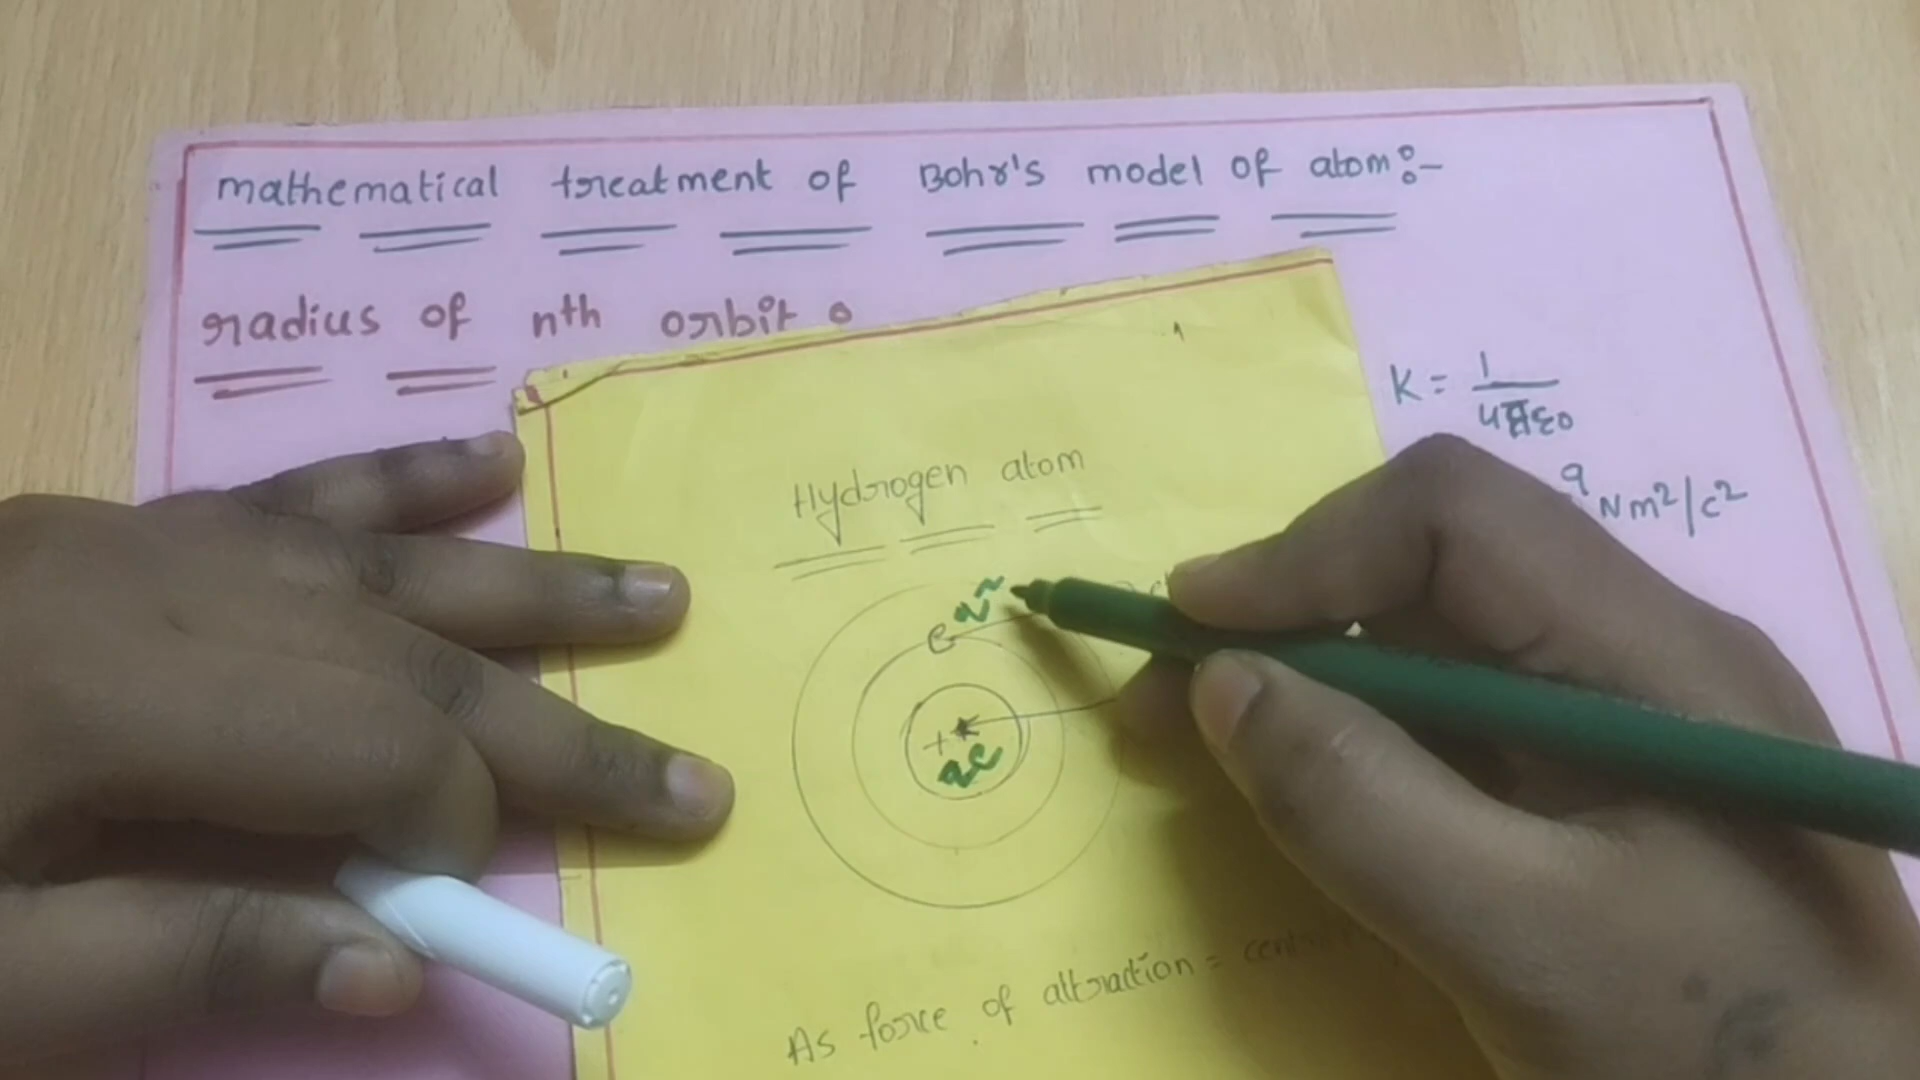 mathematical treatment of Bohr's model of atom:-
radius of nth orbit
K = 1/4πε0
9 Nm²/c²
Hydrogen atom
e
+
As force of attraction =